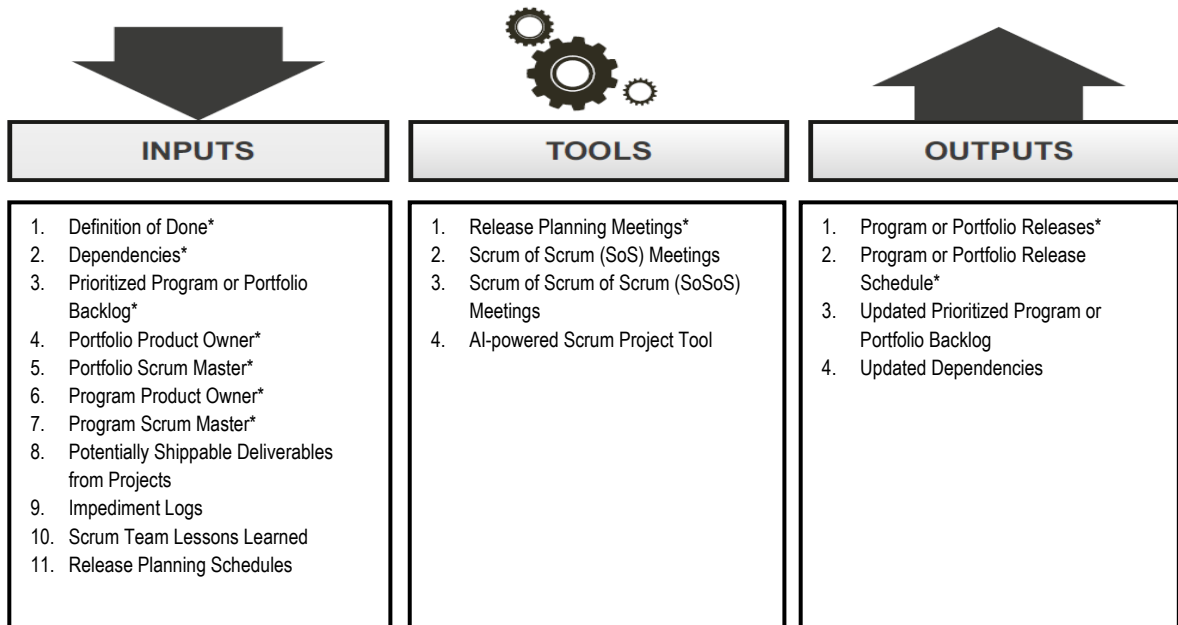 INPUTS
TOOLS
OUTPUTS
1. Definition of Done*
2. Dependencies*
3. Prioritized Program or Portfolio
Backlog*
4. Portfolio Product Owner*
5. Portfolio Scrum Master*
6. Program Product Owner*
7. Program Scrum Master*
8. Potentially Shippable Deliverables
from Projects
9. Impediment Logs
10. Scrum Team Lessons Learned
11. Release Planning Schedules
1. Release Planning Meetings*
2. Scrum of Scrum (SoS) Meetings
3. Scrum of Scrum of Scrum (SoSoS)
Meetings
4. AI-powered Scrum Project Tool
1. Program or Portfolio Releases*
2. Program or Portfolio Release
Schedule*
3. Updated Prioritized Program or
Portfolio Backlog
4. Updated Dependencies